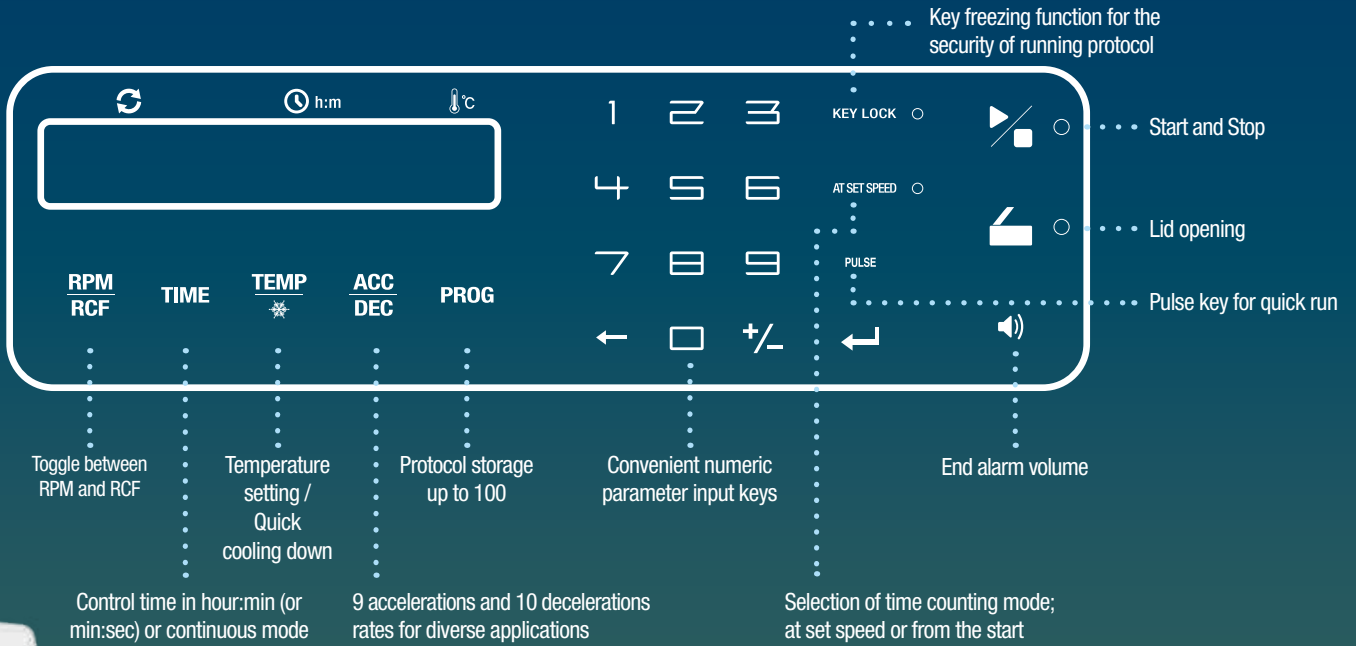 Key freezing function for the
security of running protocol
h:m
°C
1 2 3
KEY LOCK
Start and Stop
4 5 6
AT SET SPEED
Lid opening
7 8 9
PULSE
Pulse key for quick run
RPM
RCF
TIME
TEMP
ACC
DEC
PROG
← 0 +/-
Toggle between
RPM and RCF
Temperature
setting /
Quick
cooling down
Protocol storage
up to 100
Convenient numeric
parameter input keys
End alarm volume
Control time in hour:min (or
min:sec) or continuous mode
9 accelerations and 10 decelerations
rates for diverse applications
Selection of time counting mode;
at set speed or from the start